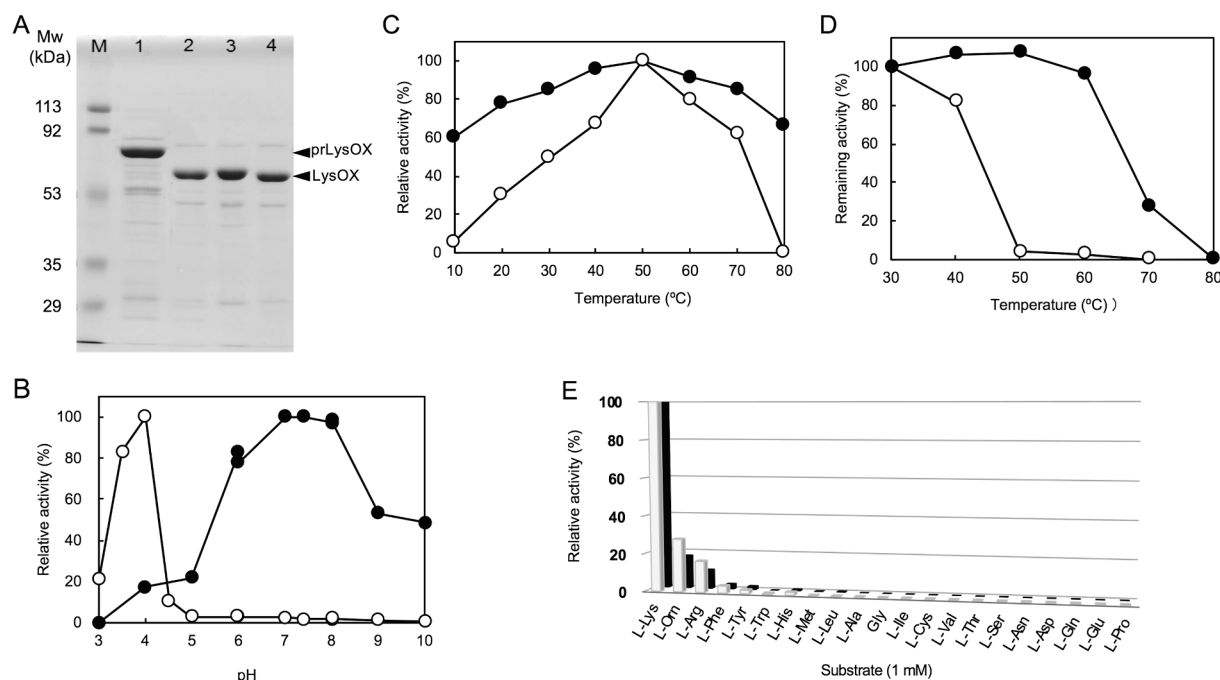 A
Mw
(kDa)
M 1 2 3 4
113
92
53
35
29
prLysOX
LysOX
B
Relative activity (%)
100
80
60
40
20
0
3 4 5 6 7 8 9 10
pH
C
Relative activity (%)
100
80
60
40
20
0
10 20 30 40 50 60 70 80
Temperature (ºC)
D
Remaining activity (%)
100
80
60
40
20
0
30 40 50 60 70 80
Temperature (ºC) )
E
Relative activity (%)
100
80
60
40
20
0
L-Lys
L-Orn
L-Arg
L-Phe
L-Tyr
L-Trp
L-His
L-Met
L-Leu
L-Ala
Gly
L-Ile
L-Cys
L-Val
L-Thr
L-Ser
L-Asn
L-Asp
L-Gln
L-Glu
L-Pro
Substrate (1 mM)